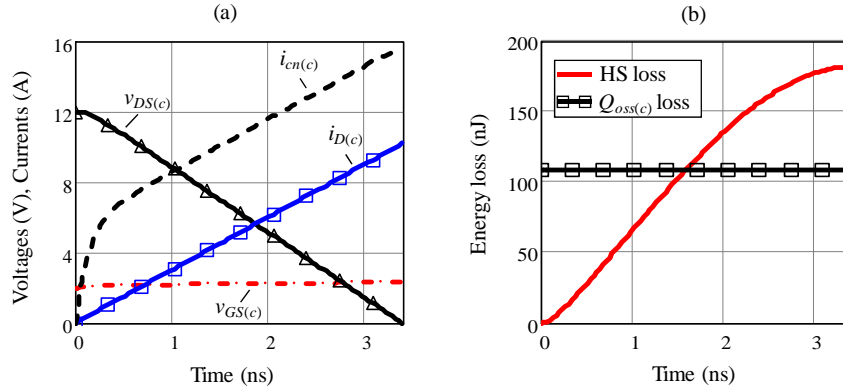 (a)
16
12
8
4
0
0
1
2
3
Voltages (V), Currents (A)
Time (ns)
v_DS(c)
i_cn(c)
i_D(c)
v_GS(c)
(b)
200
150
100
50
0
0
1
2
3
Energy loss (nJ)
Time (ns)
HS loss
Q_oss(c) loss